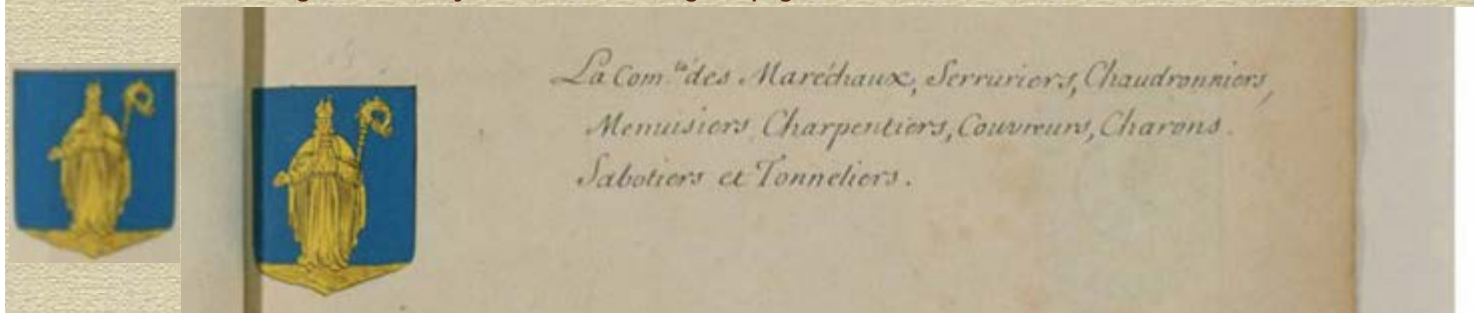 La Com.té des Maréchaux, Serruriers, Chaudronniers,
Menuisiers, Charpentiers, Couvreurs, Charons.
Sabotiers et Tonneliers.